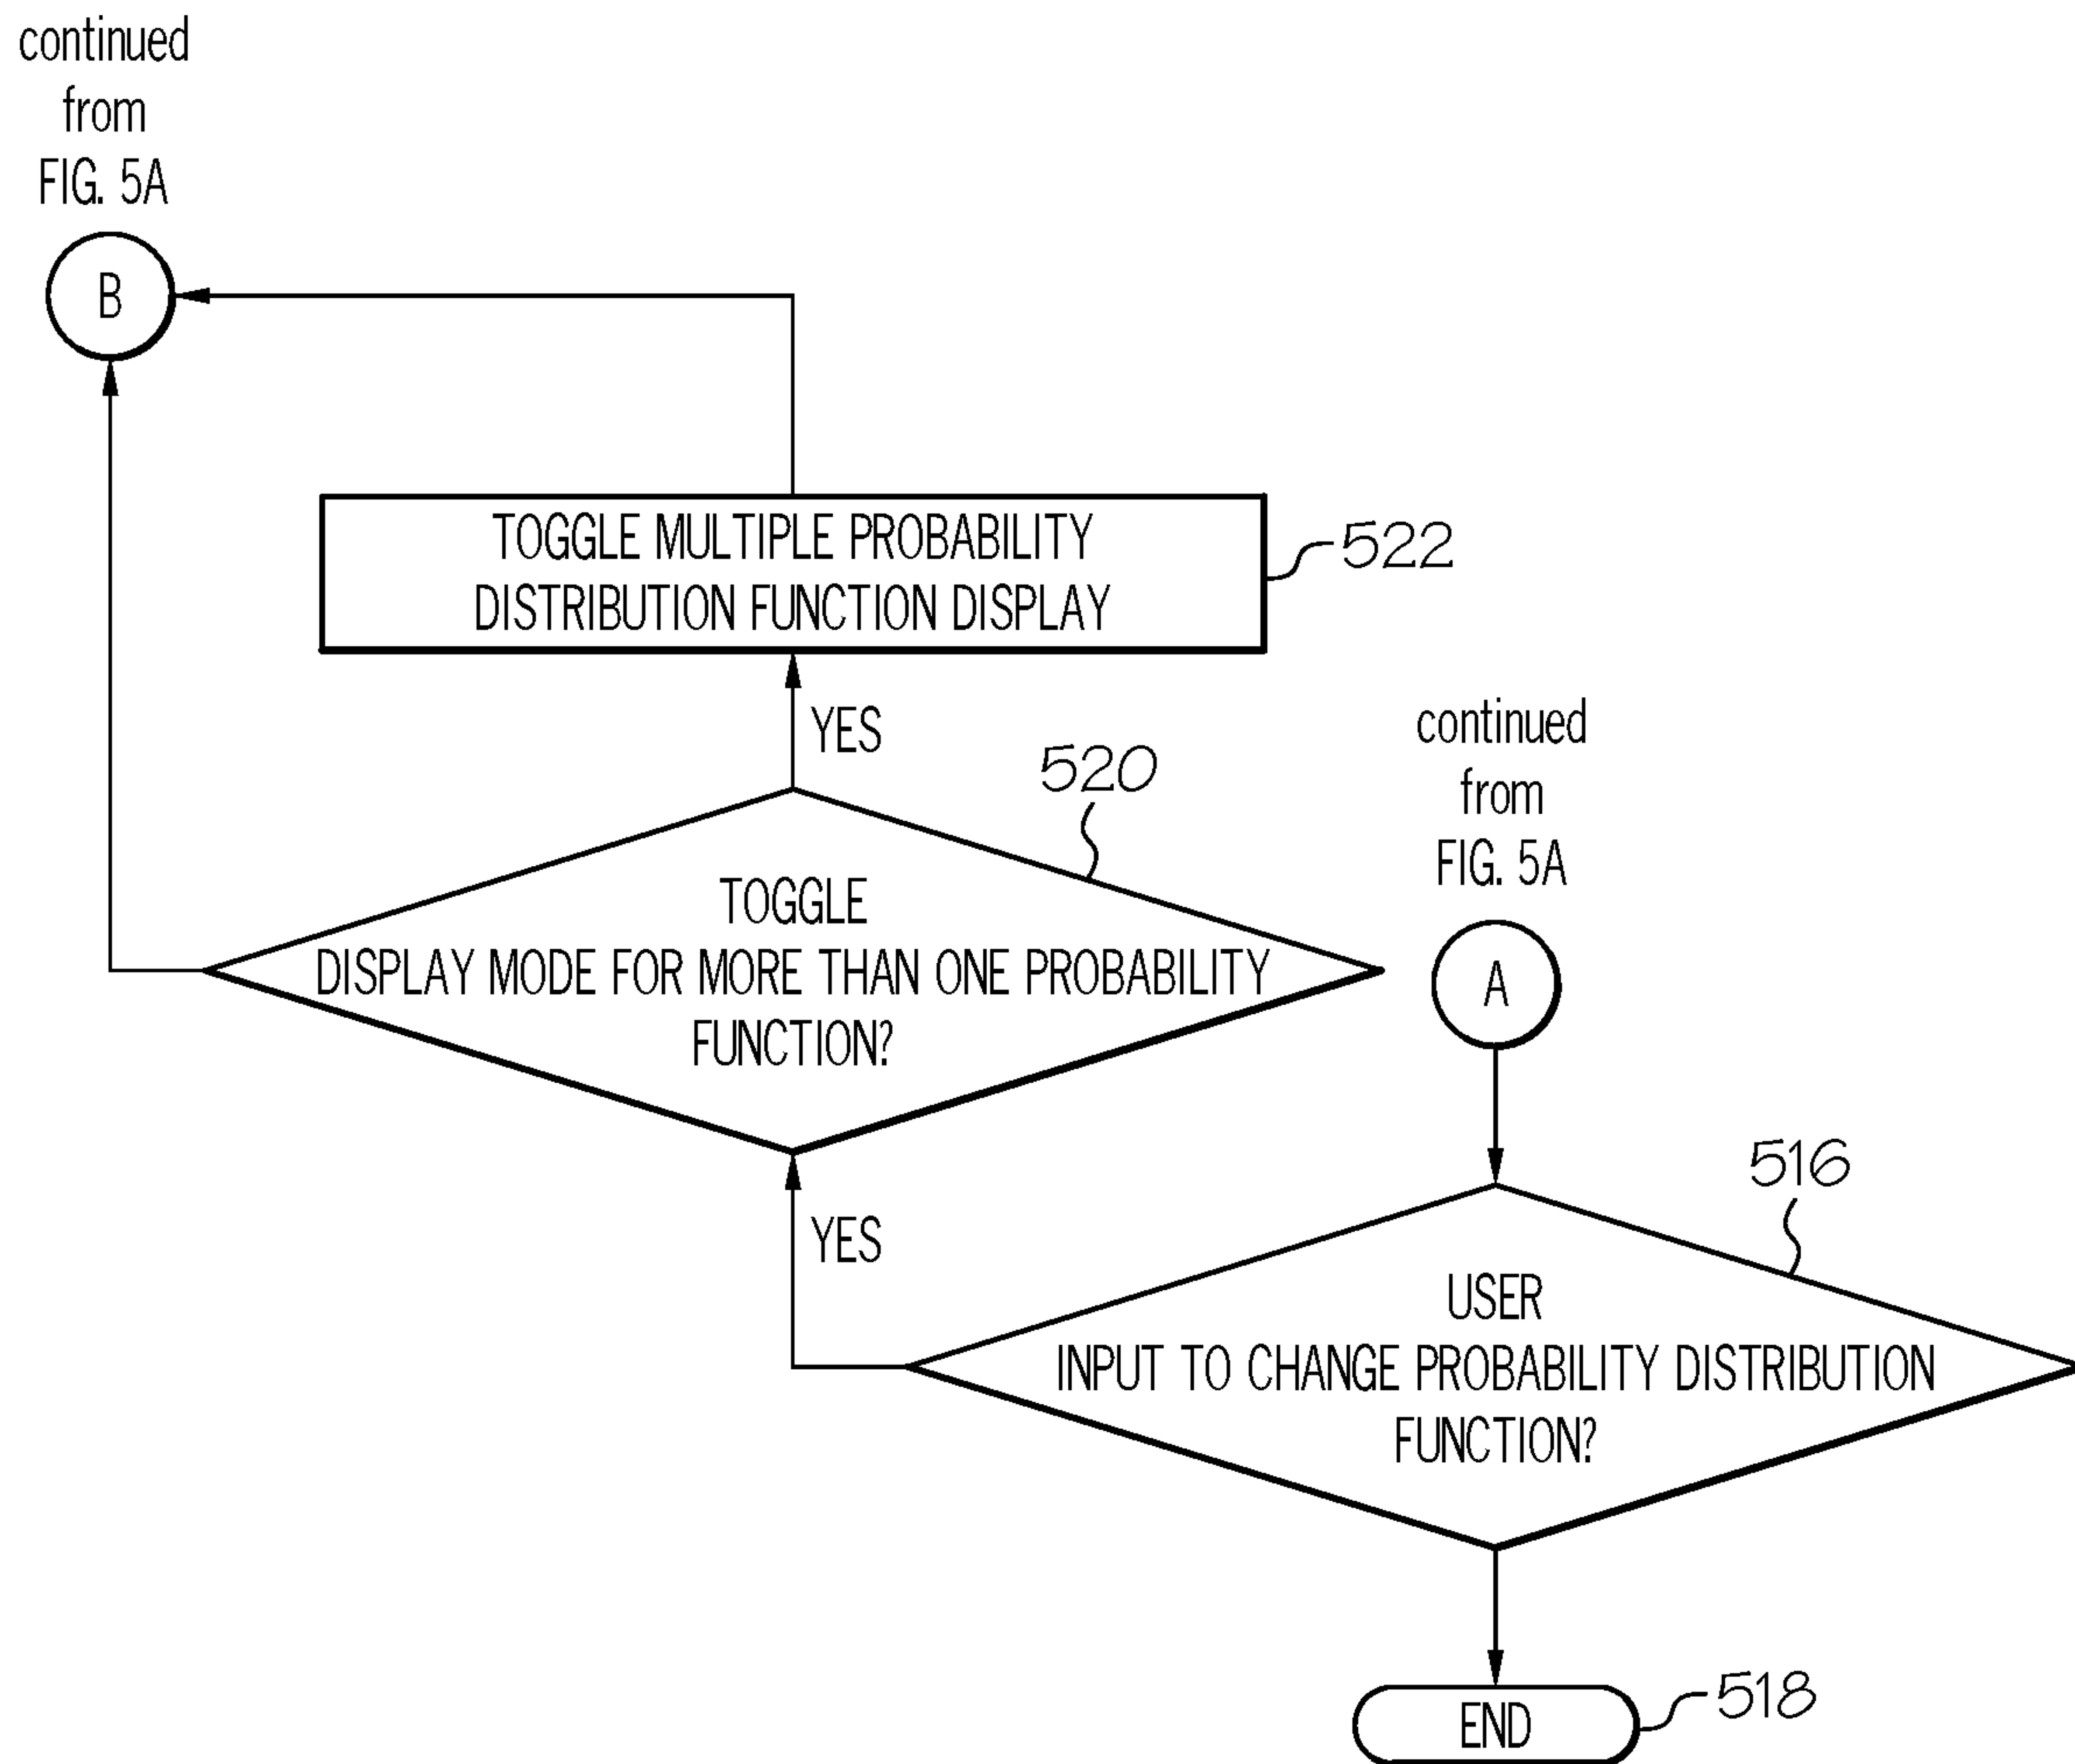 continued
from
FIG. 5A
B
TOGGLE MULTIPLE PROBABILITY
DISTRIBUTION FUNCTION DISPLAY
522
YES
520
TOGGLE
DISPLAY MODE FOR MORE THAN ONE PROBABILITY
FUNCTION?
continued
from
FIG. 5A
A
YES
516
USER
INPUT TO CHANGE PROBABILITY DISTRIBUTION
FUNCTION?
END
518